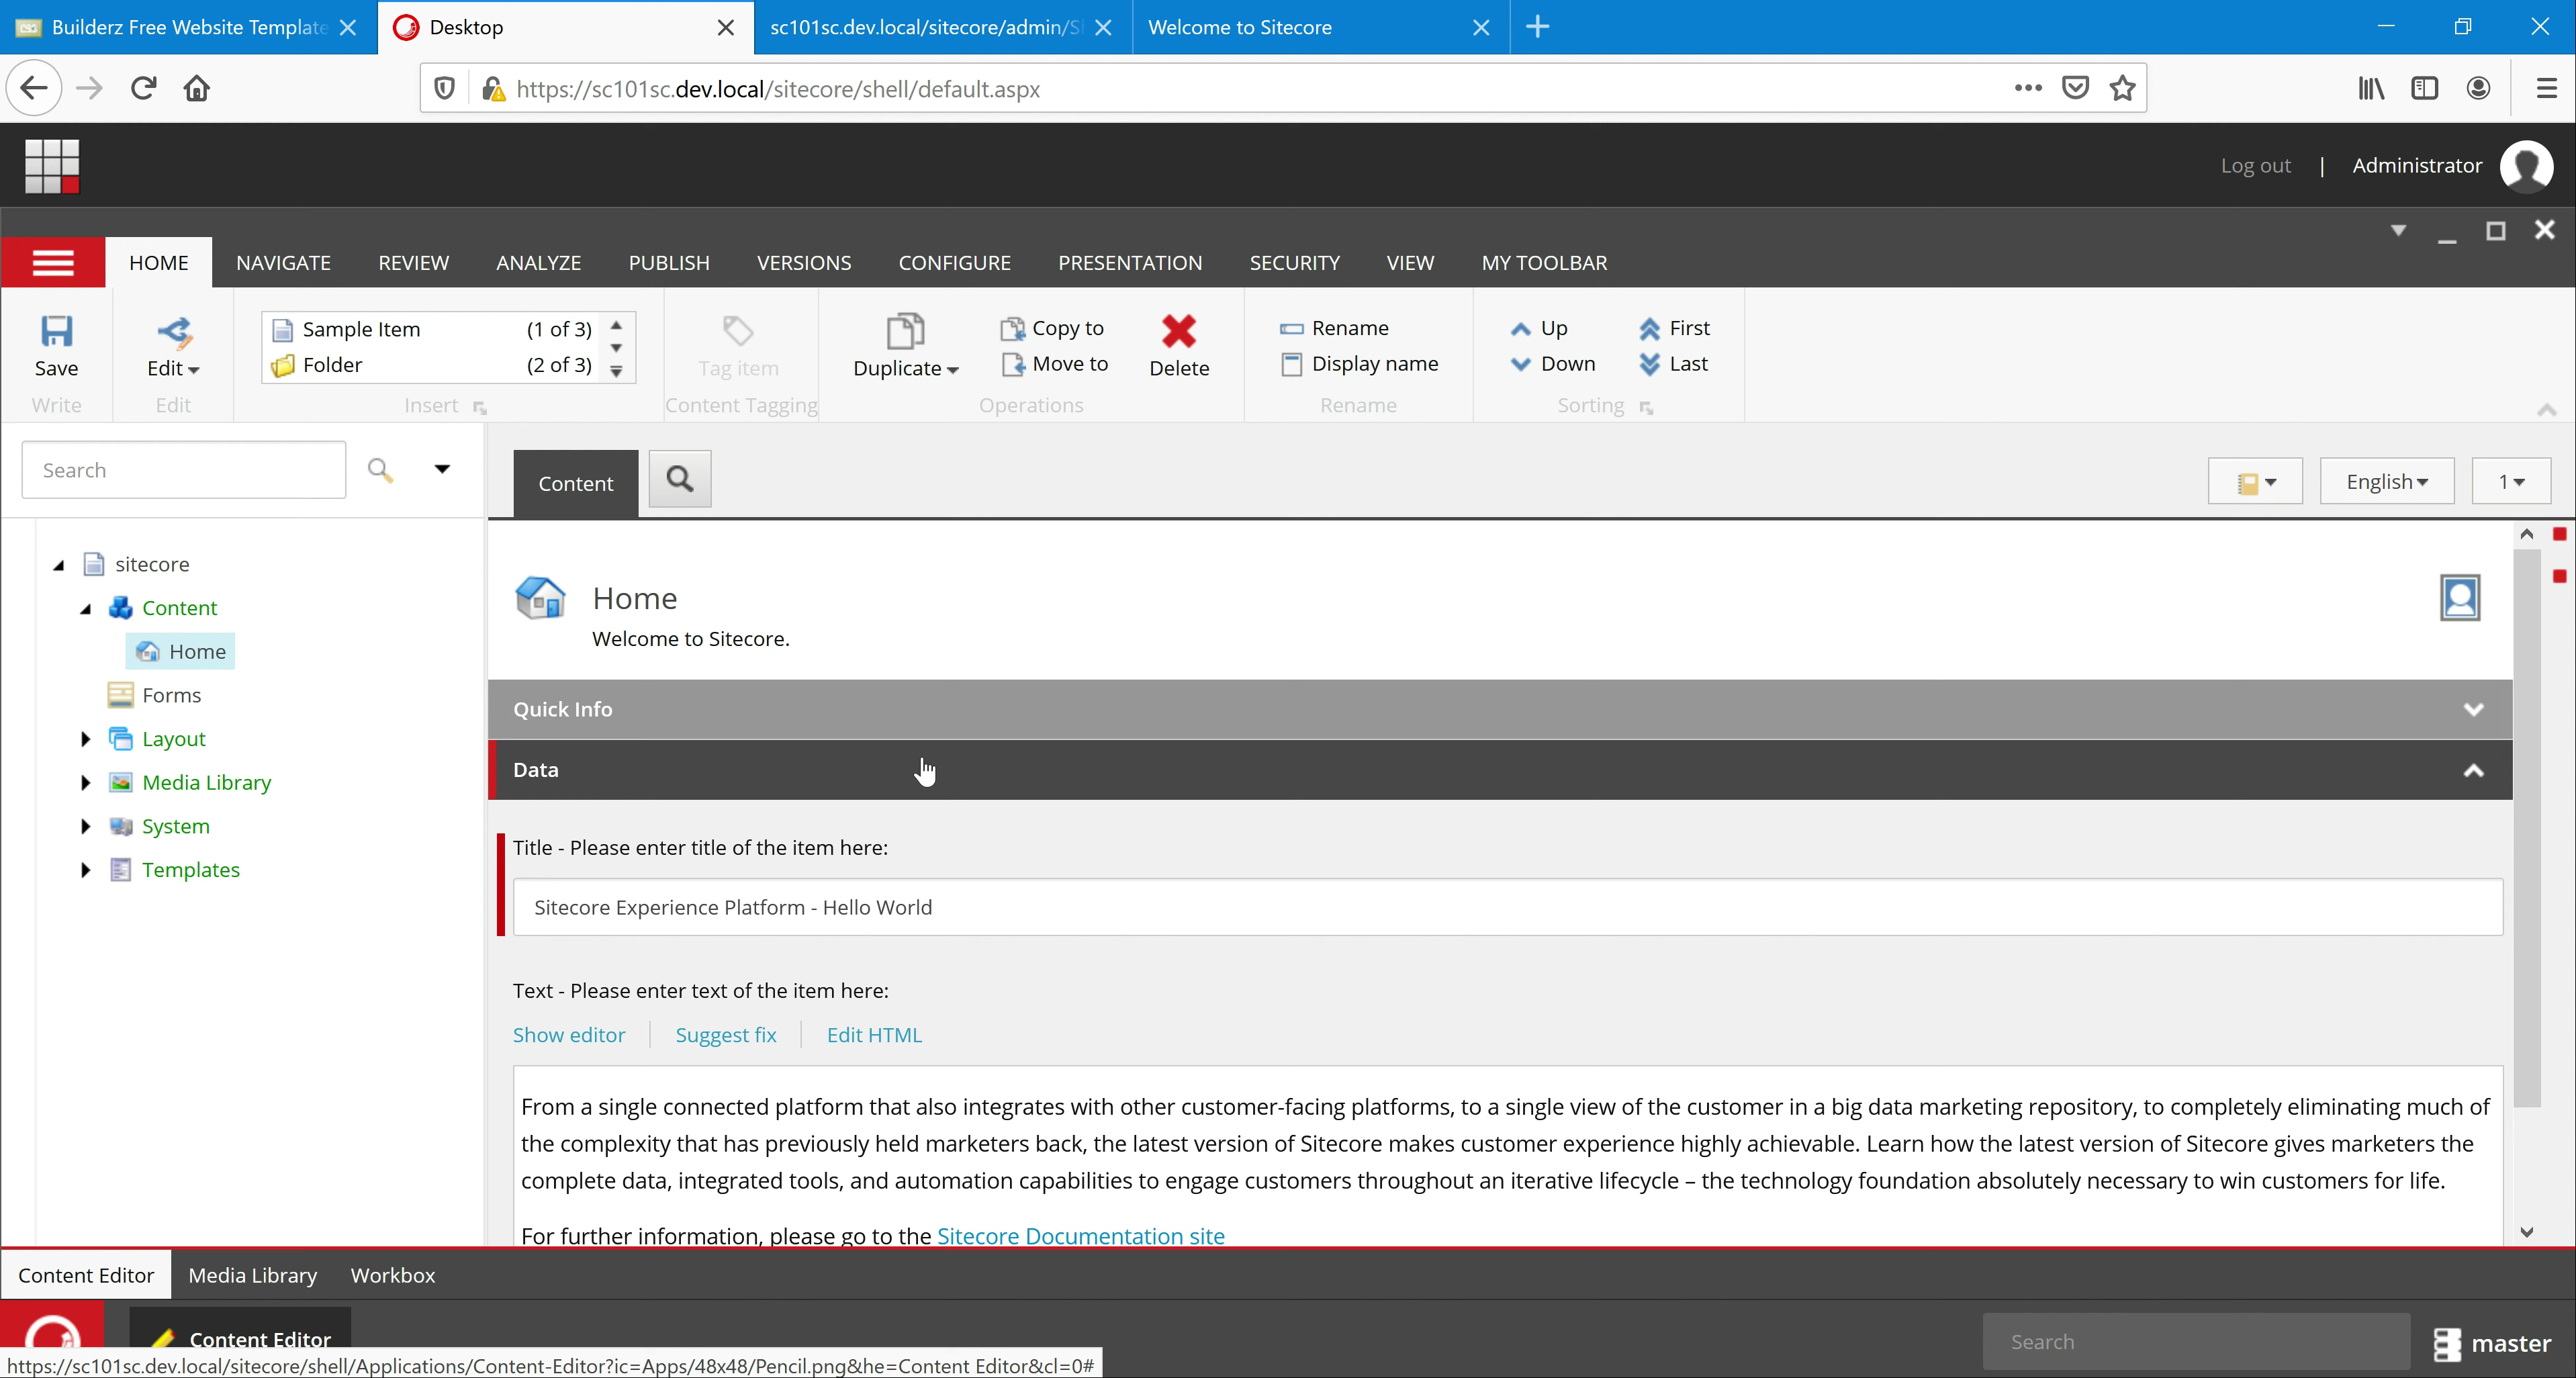 Builderz Free Website Template
Desktop
sc101sc.dev.local/sitecore/admin/S
Welcome to Sitecore
https://sc101sc.dev.local/sitecore/shell/default.aspx
Log out | Administrator
HOME NAVIGATE REVIEW ANALYZE PUBLISH VERSIONS CONFIGURE PRESENTATION SECURITY VIEW MY TOOLBAR
Save
Write
Edit
Edit
Sample Item (1 of 3)
Folder (2 of 3)
Insert
Tag item
Content Tagging
Duplicate
Copy to
Move to
Delete
Operations
Rename
Display name
Rename
Up
Down
First
Last
Sorting
Search
Content
English
1
sitecore
Content
Home
Forms
Layout
Media Library
System
Templates
Home
Welcome to Sitecore.
Quick Info
Data
Title - Please enter title of the item here:
Sitecore Experience Platform - Hello World
Text - Please enter text of the item here:
Show editor | Suggest fix | Edit HTML
From a single connected platform that also integrates with other customer-facing platforms, to a single view of the customer in a big data marketing repository, to completely eliminating much of
the complexity that has previously held marketers back, the latest version of Sitecore makes customer experience highly achievable. Learn how the latest version of Sitecore gives marketers the
complete data, integrated tools, and automation capabilities to engage customers throughout an iterative lifecycle – the technology foundation absolutely necessary to win customers for life.
For further information, please go to the Sitecore Documentation site
Content Editor Media Library Workbox
Content Editor
Search
master
https://sc101sc.dev.local/sitecore/shell/Applications/Content-Editor?ic=Apps/48x48/Pencil.png&he=Content Editor&cl=0#